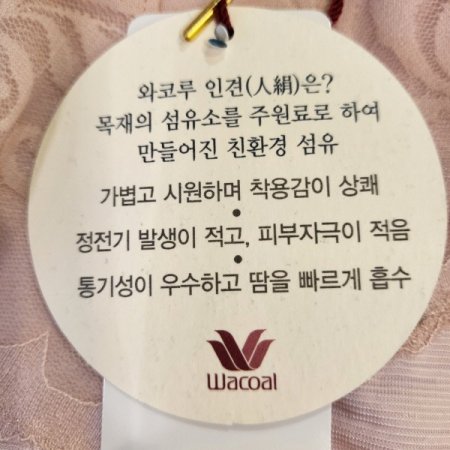 와코루 인견(人絹)은?
목재의 섬유소를 주원료로 하여
만들어진 친환경 섬유
가볍고 시원하며 착용감이 상쾌
•
정전기 발생이 적고, 피부자극이 적음
•
통기성이 우수하고 땀을 빠르게 흡수
Wacoal